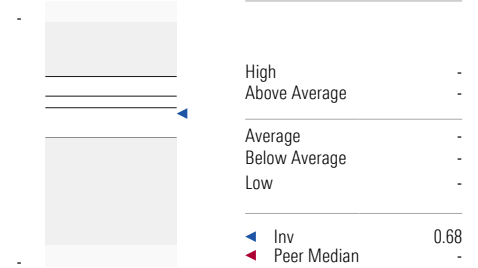 -
High -
Above Average -
Average -
Below Average -
Low -
◄ Inv 0.68
◄ Peer Median -
-